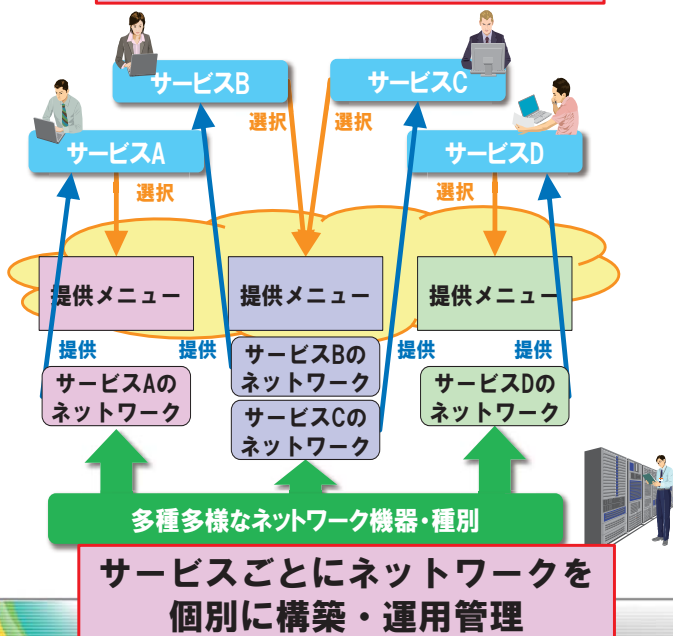 サービスB
サービスC
選択
選択
サービスA
サービスD
選択
選択
提供メニュー
提供メニュー
提供メニュー
提供
提供
提供
提供
サービスBの
ネットワーク
サービスAの
ネットワーク
サービスDの
ネットワーク
サービスCの
ネットワーク
多種多様なネットワーク機器・種別
サービスごとにネットワークを
個別に構築・運用管理